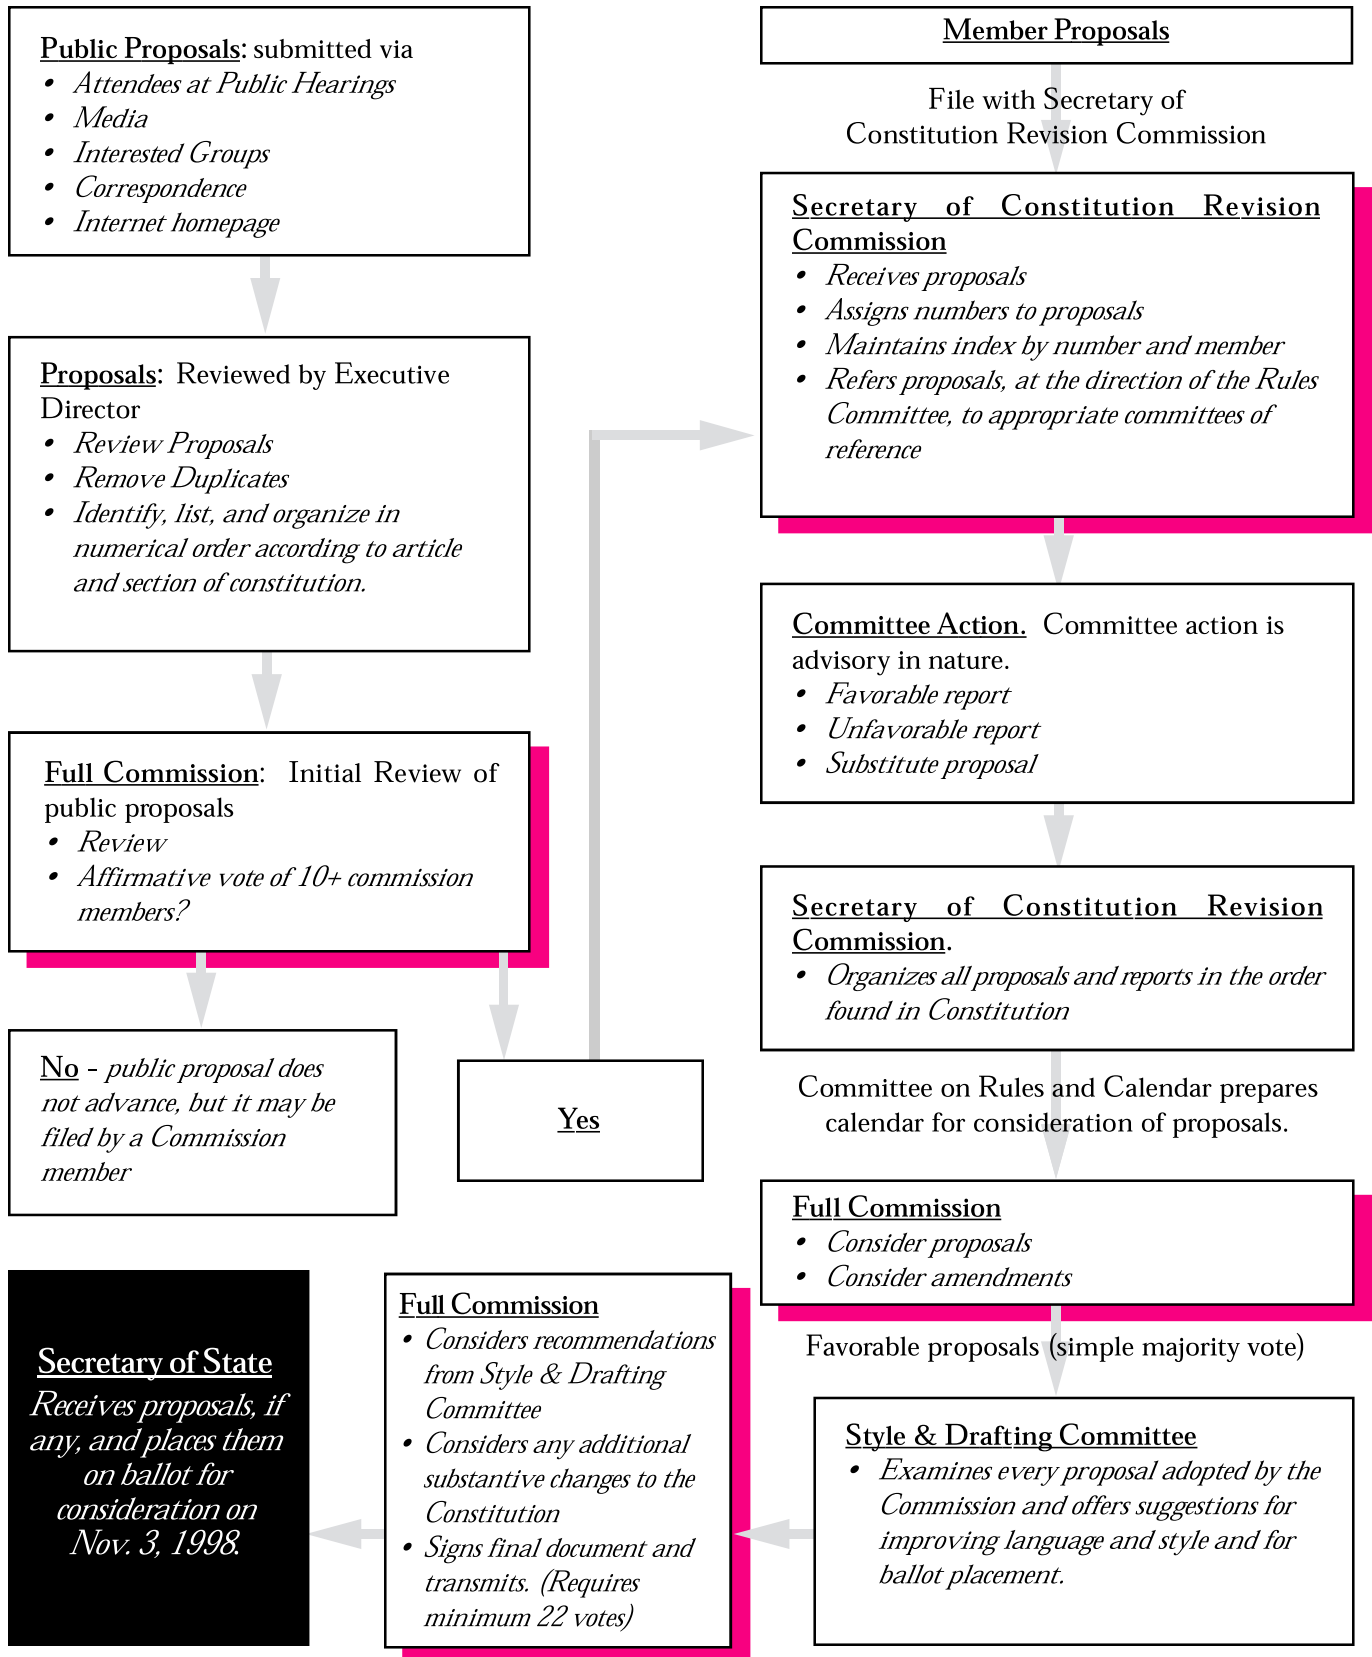 Public Proposals: submitted via
• Attendees at Public Hearings
• Media
• Interested Groups
• Correspondence
• Internet homepage
Proposals: Reviewed by Executive
Director
• Review Proposals
• Remove Duplicates
• Identify, list, and organize in
numerical order according to article
and section of constitution.
Full Commission: Initial Review of
public proposals
• Review
• Affirmative vote of 10+ commission
members?
No - public proposal does
not advance, but it may be
filed by a Commission
member
Yes
Member Proposals
File with Secretary of
Constitution Revision Commission
Secretary of Constitution Revision
Commission
• Receives proposals
• Assigns numbers to proposals
• Maintains index by number and member
• Refers proposals, at the direction of the Rules
Committee, to appropriate committees of
reference
Committee Action. Committee action is
advisory in nature.
• Favorable report
• Unfavorable report
• Substitute proposal
Secretary of Constitution Revision
Commission.
• Organizes all proposals and reports in the order
found in Constitution
Committee on Rules and Calendar prepares
calendar for consideration of proposals.
Full Commission
• Consider proposals
• Consider amendments
Favorable proposals (simple majority vote)
Style & Drafting Committee
• Examines every proposal adopted by the
Commission and offers suggestions for
improving language and style and for
ballot placement.
Full Commission
• Considers recommendations
from Style & Drafting
Committee
• Considers any additional
substantive changes to the
Constitution
• Signs final document and
transmits. (Requires
minimum 22 votes)
Secretary of State
Receives proposals, if
any, and places them
on ballot for
consideration on
Nov. 3, 1998.